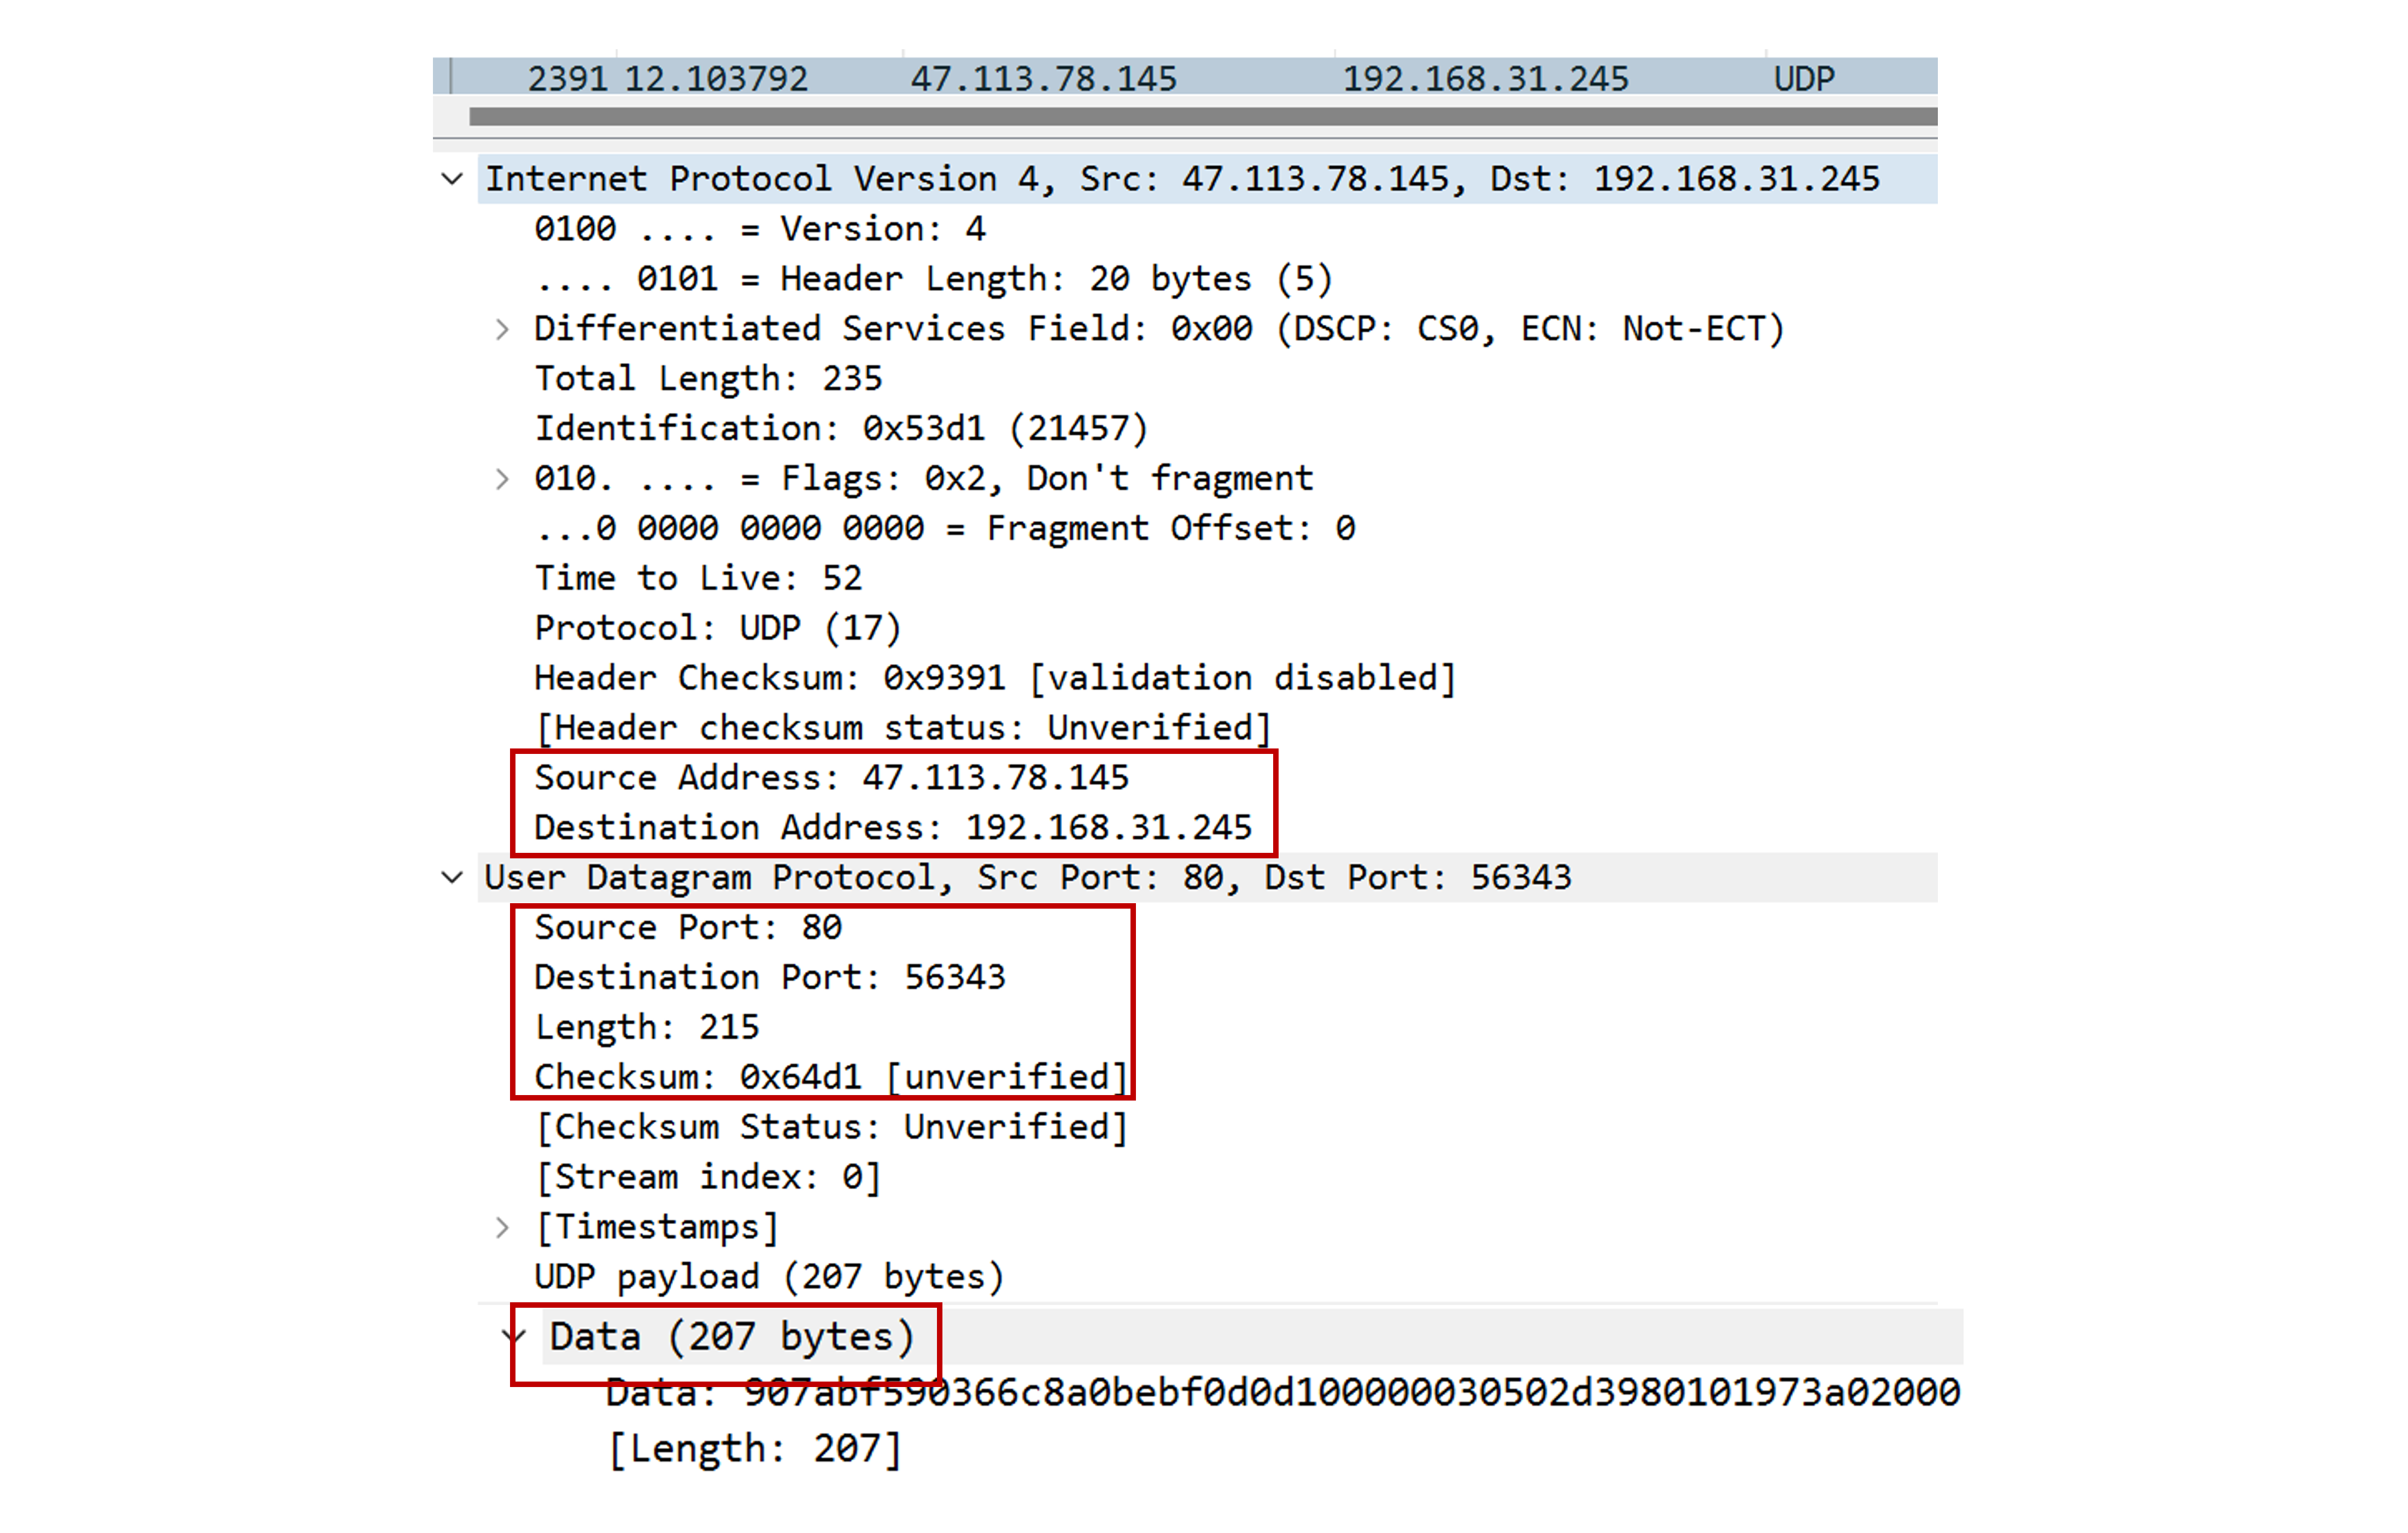 2391 12.103792 47.113.78.145 192.168.31.245 UDP
Internet Protocol Version 4, Src: 47.113.78.145, Dst: 192.168.31.245
0100 .... = Version: 4
.... 0101 = Header Length: 20 bytes (5)
Differentiated Services Field: 0x00 (DSCP: CS0, ECN: Not-ECT)
Total Length: 235
Identification: 0x53d1 (21457)
010. .... = Flags: 0x2, Don't fragment
...0 0000 0000 0000 = Fragment Offset: 0
Time to Live: 52
Protocol: UDP (17)
Header Checksum: 0x9391 [validation disabled]
[Header checksum status: Unverified]
Source Address: 47.113.78.145
Destination Address: 192.168.31.245
User Datagram Protocol, Src Port: 80, Dst Port: 56343
Source Port: 80
Destination Port: 56343
Length: 215
Checksum: 0x64d1 [unverified]
[Checksum Status: Unverified]
[Stream index: 0]
[Timestamps]
UDP payload (207 bytes)
Data (207 bytes)
Data: 907abf590366c8a0bebf0d0d100000030502d3980101973a02000
[Length: 207]